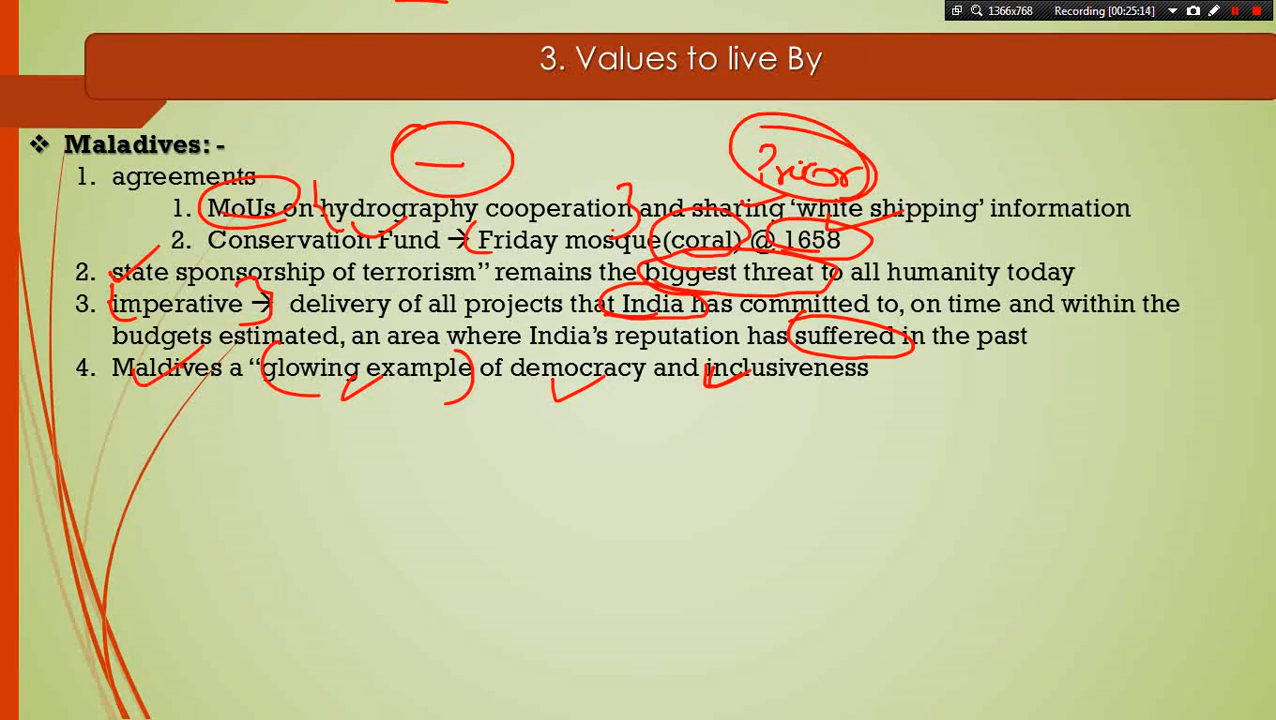 1366x768 Recording [00:25:14]
3. Values to live By
❖ Maladives: -
1. agreements
1. MoUs on hydrography cooperation and sharing ‘white shipping’ information
2. Conservation Fund → Friday mosque(coral) @ 1658
2. state sponsorship of terrorism” remains the biggest threat to all humanity today
3. imperative → delivery of all projects that India has committed to, on time and within the
budgets estimated, an area where India’s reputation has suffered in the past
4. Maldives a “glowing example of democracy and inclusiveness